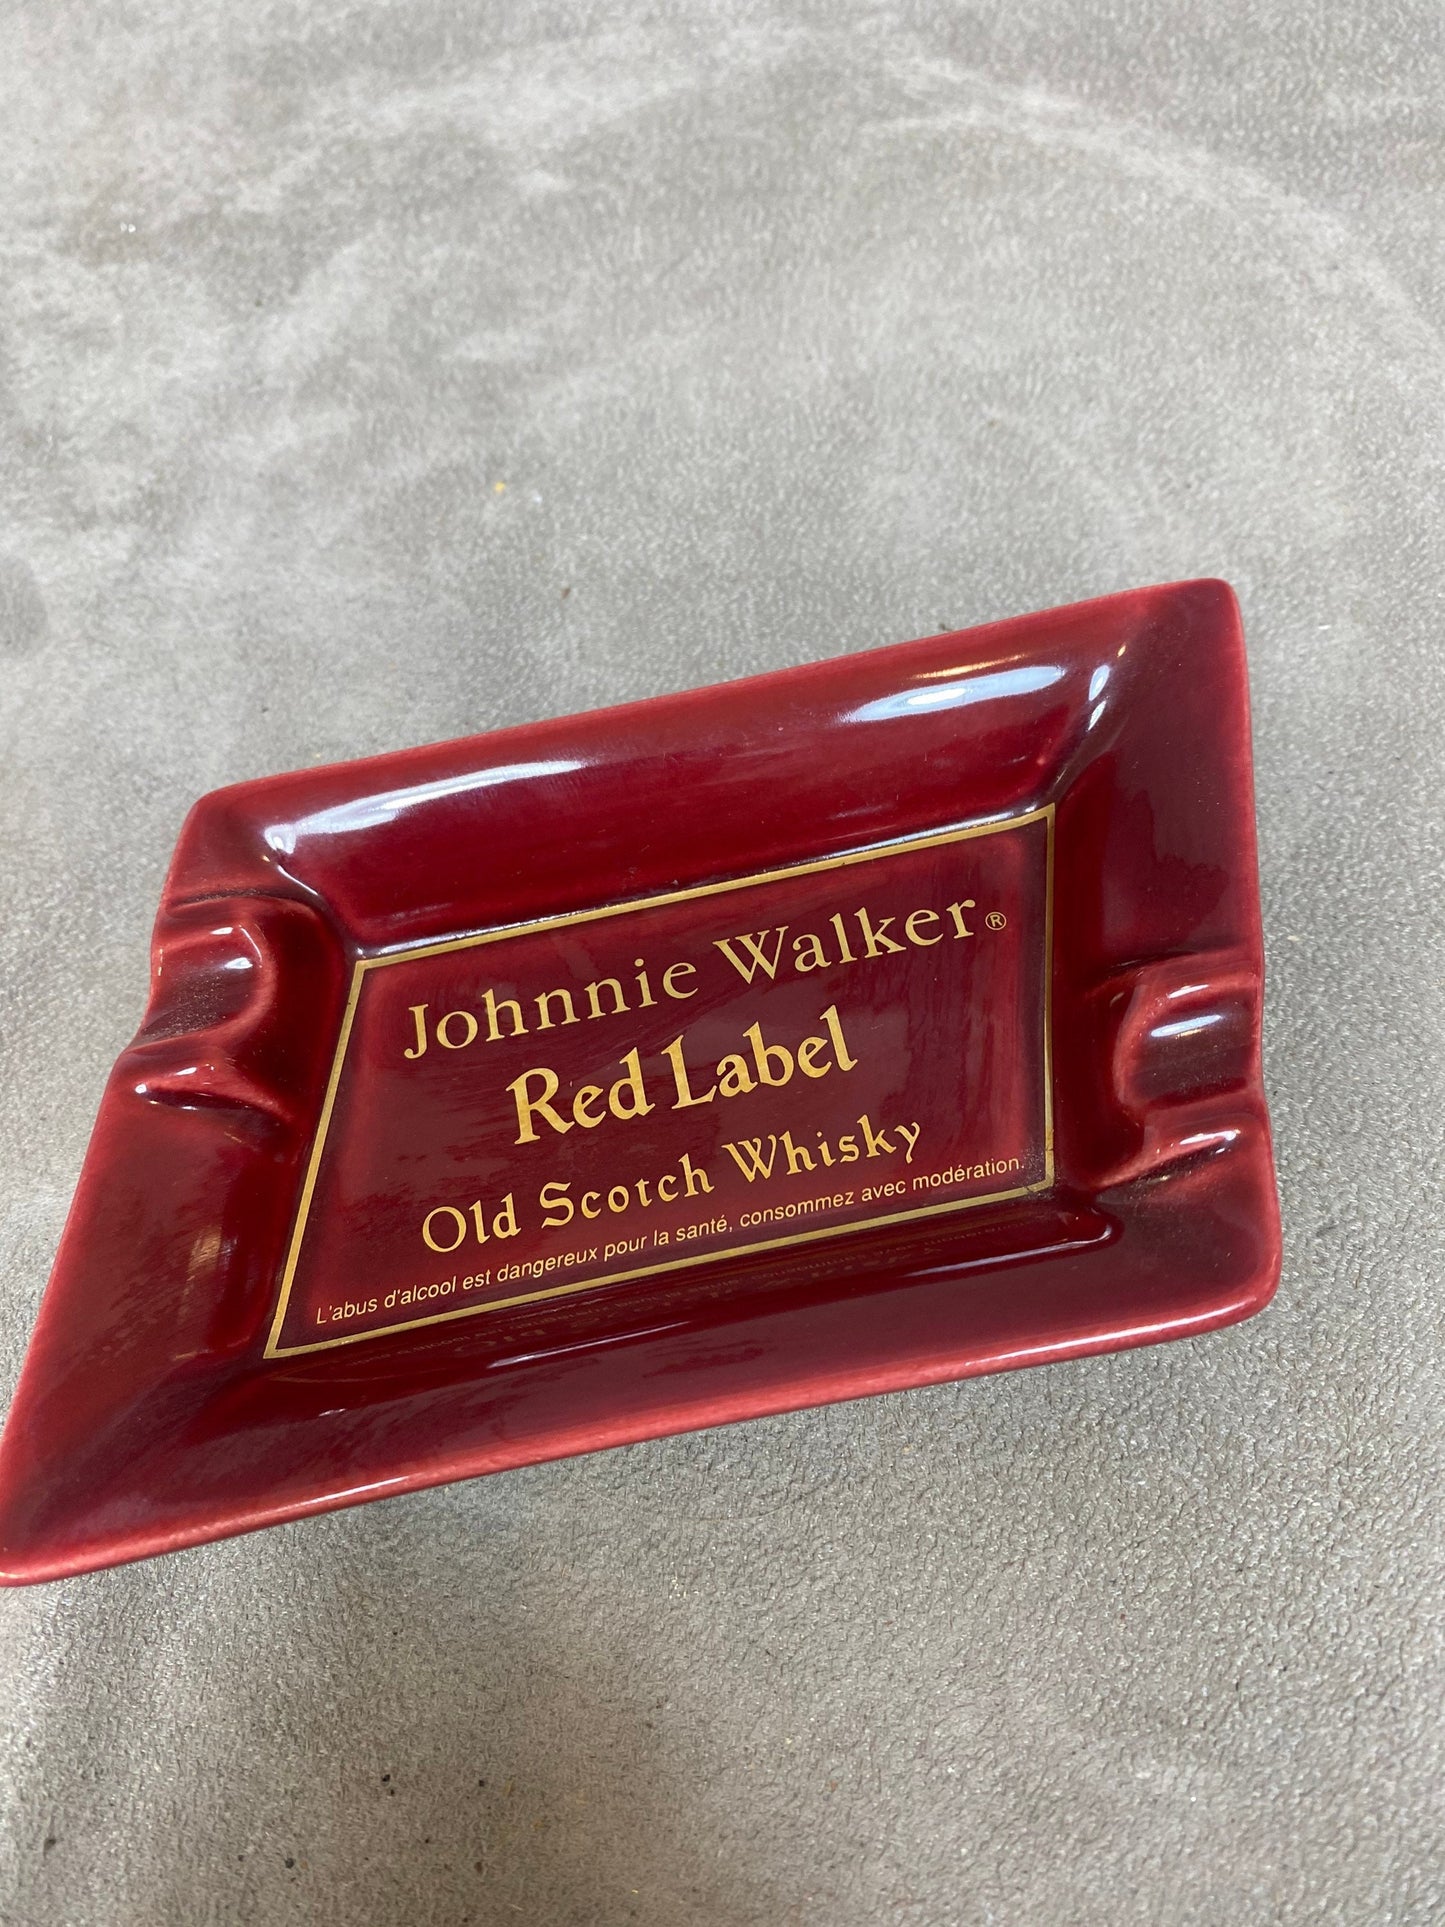 Johnnie Walker®
Red Label
Old Scotch Whisky
L'abus d'alcool est dangereux pour la santé, consommez avec modération.